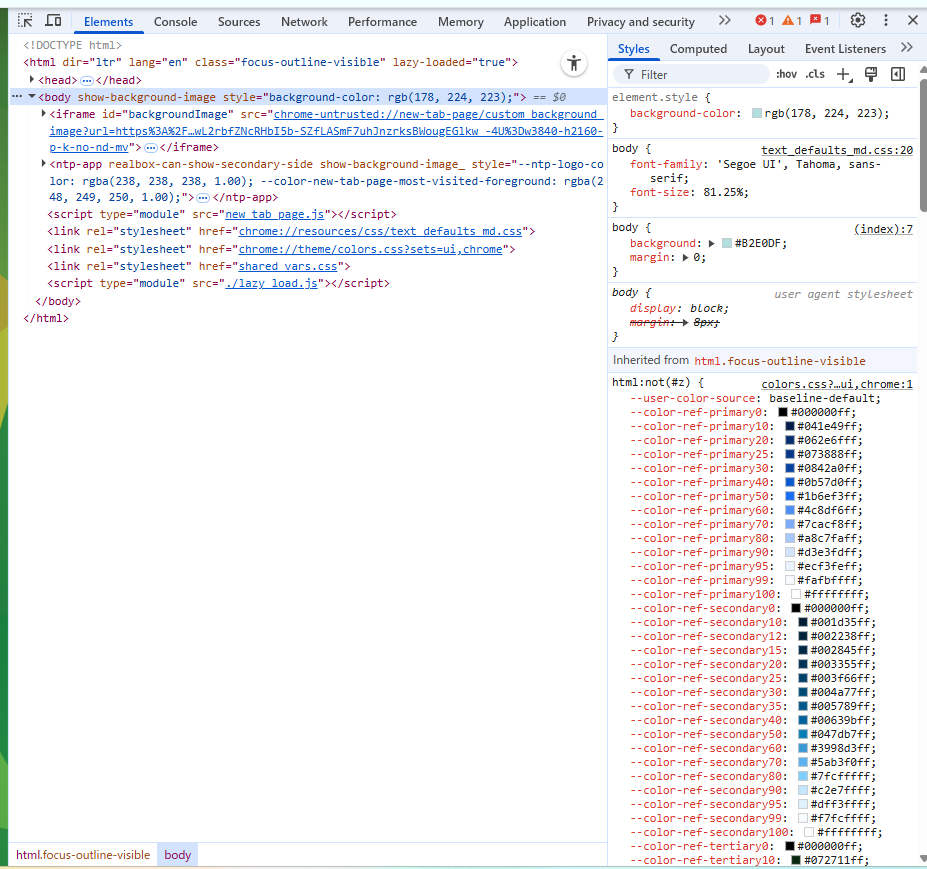 Elements Console Sources Network Performance Memory Application Privacy and security 1 1 1
<!DOCTYPE html>
<html dir="ltr" lang="en" class="focus-outline-visible" lazy-loaded="true">
<head> … </head>
<body show-background-image style="background-color: rgb(178, 224, 223);"> == $0
<iframe id="backgroundImage" src="chrome-untrusted://new-tab-page/custom_background_
image?url=https%3A%2F…wL2rbfZNcRHbI5b-SZfLASmF7uhJnzrksBWougEGlkw_-4U%3Dw3840-h2160-
p-k-no-nd-mv"> … </iframe>
<ntp-app realbox-can-show-secondary-side show-background-image_ style="--ntp-logo-co
lor: rgba(238, 238, 238, 1.00); --color-new-tab-page-most-visited-foreground: rgba(2
48, 249, 250, 1.00);"> … </ntp-app>
<script type="module" src="new_tab_page.js"></script>
<link rel="stylesheet" href="chrome://resources/css/text_defaults_md.css">
<link rel="stylesheet" href="chrome://theme/colors.css?sets=ui,chrome">
<link rel="stylesheet" href="shared_vars.css">
<script type="module" src="./lazy_load.js"></script>
</body>
</html>
html.focus-outline-visible body
Styles Computed Layout Event Listeners
Filter :hov .cls
element.style {
background-color: rgb(178, 224, 223);
}
body { text_defaults_md.css:20
font-family: 'Segoe UI', Tahoma, sans-
serif;
font-size: 81.25%;
}
body { (index):7
background: #B2E0DF;
margin: 0;
}
body { user agent stylesheet
display: block;
margin: 8px;
}
Inherited from html.focus-outline-visible
html:not(#z) { colors.css?…ui,chrome:1
--user-color-source: baseline-default;
--color-ref-primary0: #000000ff;
--color-ref-primary10: #041e49ff;
--color-ref-primary20: #062e6fff;
--color-ref-primary25: #073888ff;
--color-ref-primary30: #0842a0ff;
--color-ref-primary40: #0b57d0ff;
--color-ref-primary50: #1b6ef3ff;
--color-ref-primary60: #4c8df6ff;
--color-ref-primary70: #7cacf8ff;
--color-ref-primary80: #a8c7faff;
--color-ref-primary90: #d3e3fdff;
--color-ref-primary95: #ecf3feff;
--color-ref-primary99: #fafbffff;
--color-ref-primary100: #ffffffff;
--color-ref-secondary0: #000000ff;
--color-ref-secondary10: #001d35ff;
--color-ref-secondary12: #002238ff;
--color-ref-secondary15: #002845ff;
--color-ref-secondary20: #003355ff;
--color-ref-secondary25: #003f66ff;
--color-ref-secondary30: #004a77ff;
--color-ref-secondary35: #005789ff;
--color-ref-secondary40: #00639bff;
--color-ref-secondary50: #047db7ff;
--color-ref-secondary60: #3998d3ff;
--color-ref-secondary70: #5ab3f0ff;
--color-ref-secondary80: #7fcfffff;
--color-ref-secondary90: #c2e7ffff;
--color-ref-secondary95: #dff3ffff;
--color-ref-secondary99: #f7fcffff;
--color-ref-secondary100: #ffffffff;
--color-ref-tertiary0: #000000ff;
--color-ref-tertiary10: #072711ff;